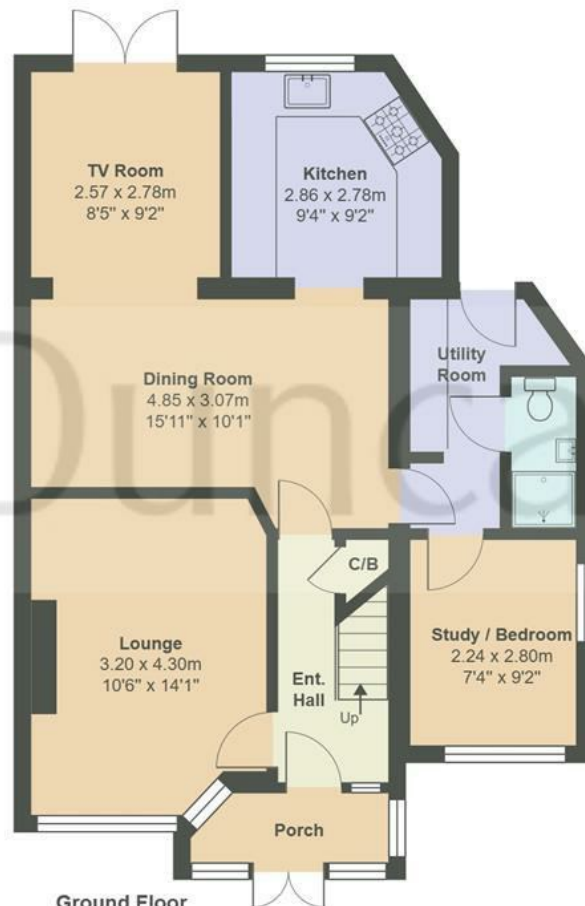 TV Room
2.57 x 2.78m
8'5" x 9'2"
Kitchen
2.86 x 2.78m
9'4" x 9'2"
Utility
Room
Dining Room
4.85 x 3.07m
15'11" x 10'1"
Dunca
C/B
Lounge
3.20 x 4.30m
10'6" x 14'1"
Ent.
Hall
Up
Study / Bedroom
2.24 x 2.80m
7'4" x 9'2"
Porch
Ground Floor